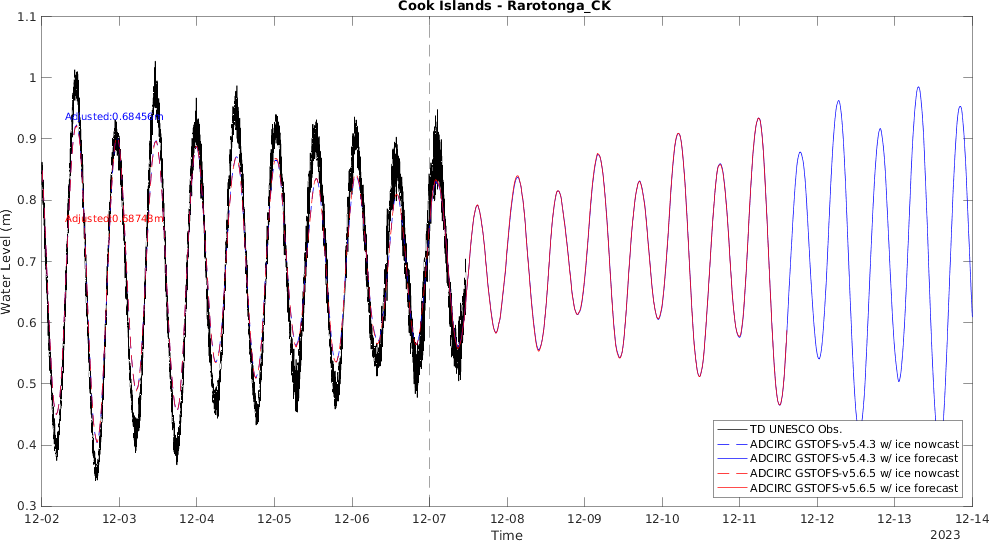 Cook Islands - Rarotonga_CK
1.1
1
0.9
0.8
0.7
0.6
0.5
0.4
0.3
Water Level (m)
Adjusted:0.68456m
Adjusted:0.68743m
TD UNESCO Obs.
ADCIRC GSTOFS-v5.4.3 w/ ice nowcast
ADCIRC GSTOFS-v5.4.3 w/ ice forecast
ADCIRC GSTOFS-v5.6.5 w/ ice nowcast
ADCIRC GSTOFS-v5.6.5 w/ ice forecast
12-02 12-03 12-04 12-05 12-06 12-07 12-08 12-09 12-10 12-11 12-12 12-13 12-14
Time
2023